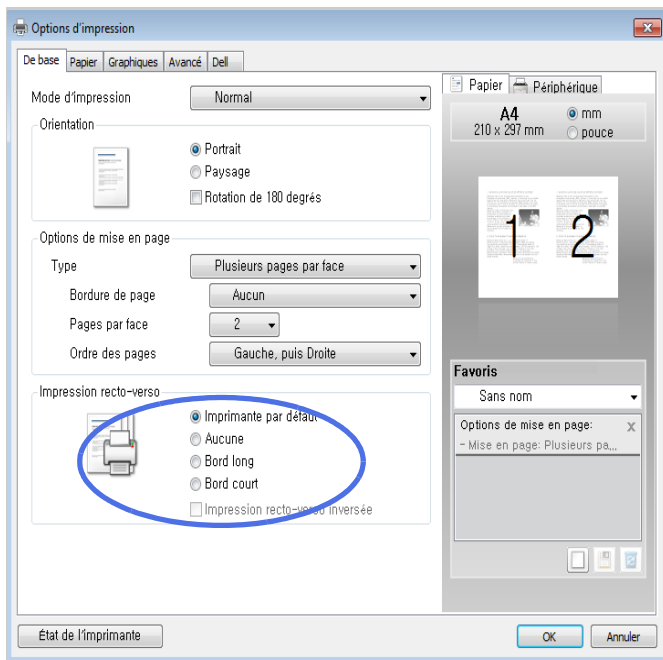 Options d'impression
De base Papier Graphiques Avancé Dell
Mode d'impression Normal
Orientation
Portrait
Paysage
Rotation de 180 degrés
Options de mise en page
Type Plusieurs pages par face
Bordure de page Aucun
Pages par face 2
Ordre des pages Gauche, puis Droite
Impression recto-verso
Imprimante par défaut
Aucune
Bord long
Bord court
Impression recto-verso inversée
Papier Périphérique
A4 mm
210 x 297 mm pouce
1 2
Favoris
Sans nom
Options de mise en page: x
- Mise en page: Plusieurs pa...
État de l'imprimante OK Annuler